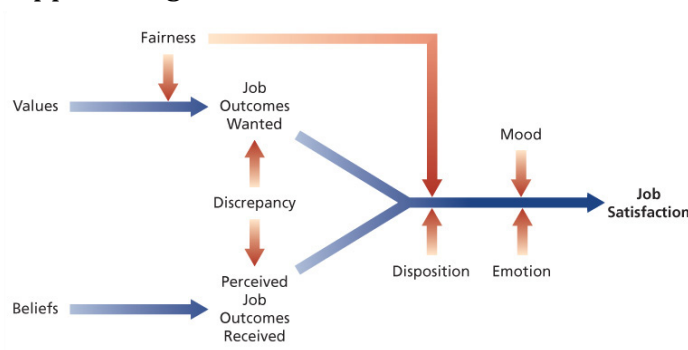 Fairness
Values
Job
Outcomes
Wanted
Mood
Discrepancy
Job
Satisfaction
Disposition
Emotion
Perceived
Job
Outcomes
Received
Beliefs